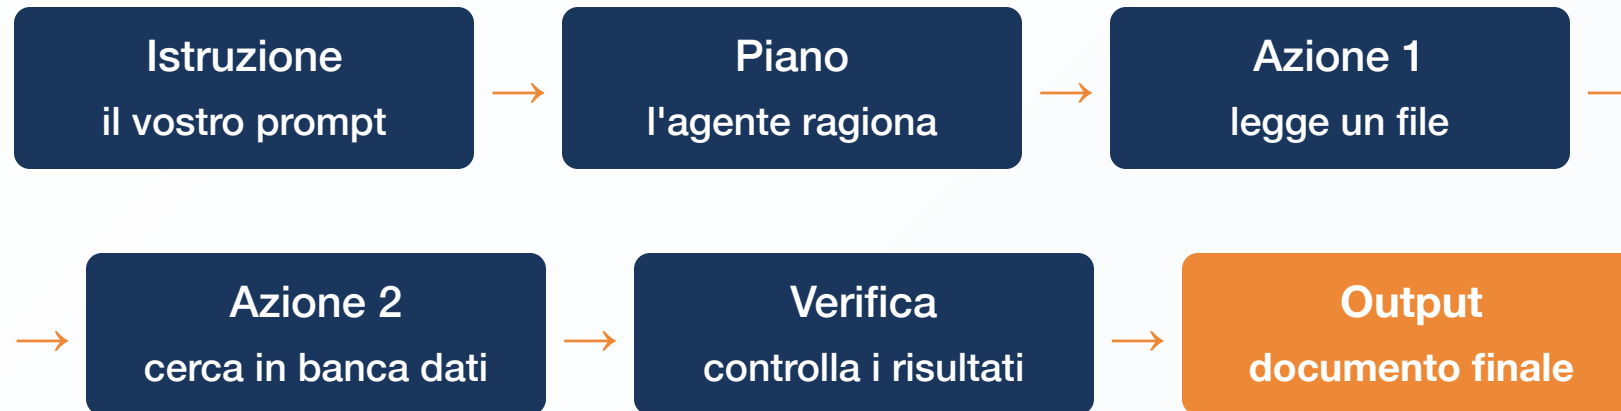 Istruzione
il vostro prompt
→
Piano
l'agente ragiona
→
Azione 1
legge un file
→
Azione 2
cerca in banca dati
→
Verifica
controlla i risultati
→
Output
documento finale